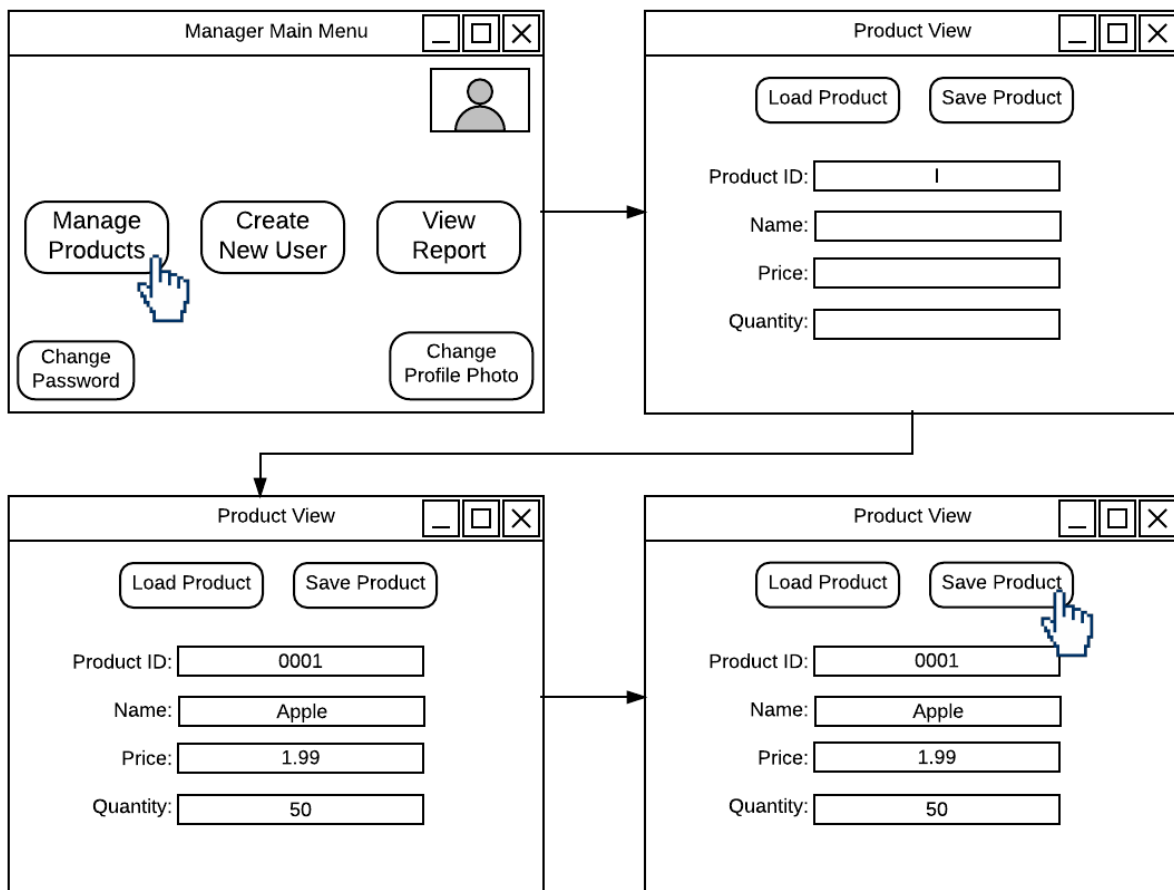 Manager Main Menu
Manage
Products
Create
New User
View
Report
Change
Password
Change
Profile Photo
Product View
Load Product
Save Product
Product ID:
Name:
Price:
Quantity:
Product View
Load Product
Save Product
Product ID: 0001
Name: Apple
Price: 1.99
Quantity: 50
Product View
Load Product
Save Product
Product ID: 0001
Name: Apple
Price: 1.99
Quantity: 50